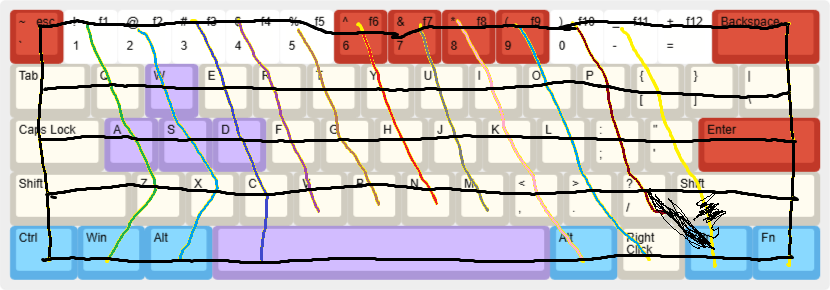 ~ esc ! f1 @ f2 # f3 $ f4 % f5 ^ f6 & f7 * f8 ( f9 ) f10 _ f11 + f12 Backspace
` 1 2 3 4 5 6 7 8 9 0 - =
Tab Q W E R T Y U I O P { } |
[ ] \
Caps Lock A S D F G H J K L : " Enter
; '
Shift Z X C V B N M < > ? Shift
, . /
Ctrl Win Alt Alt Right Fn
Click